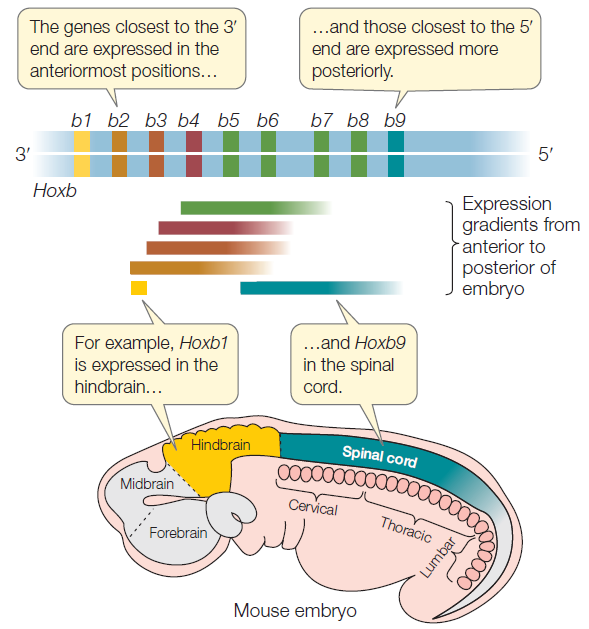 The genes closest to the 3′
end are expressed in the
anteriormost positions…
…and those closest to the 5′
end are expressed more
posteriorly.
b1 b2 b3 b4 b5 b6 b7 b8 b9
3′ 5′
Hoxb
Expression
gradients from
anterior to
posterior of
embryo
For example, Hoxb1
is expressed in the
hindbrain…
…and Hoxb9
in the spinal
cord.
Hindbrain
Spinal cord
Midbrain
Forebrain
Cervical
Thoracic
Lumbar
Mouse embryo